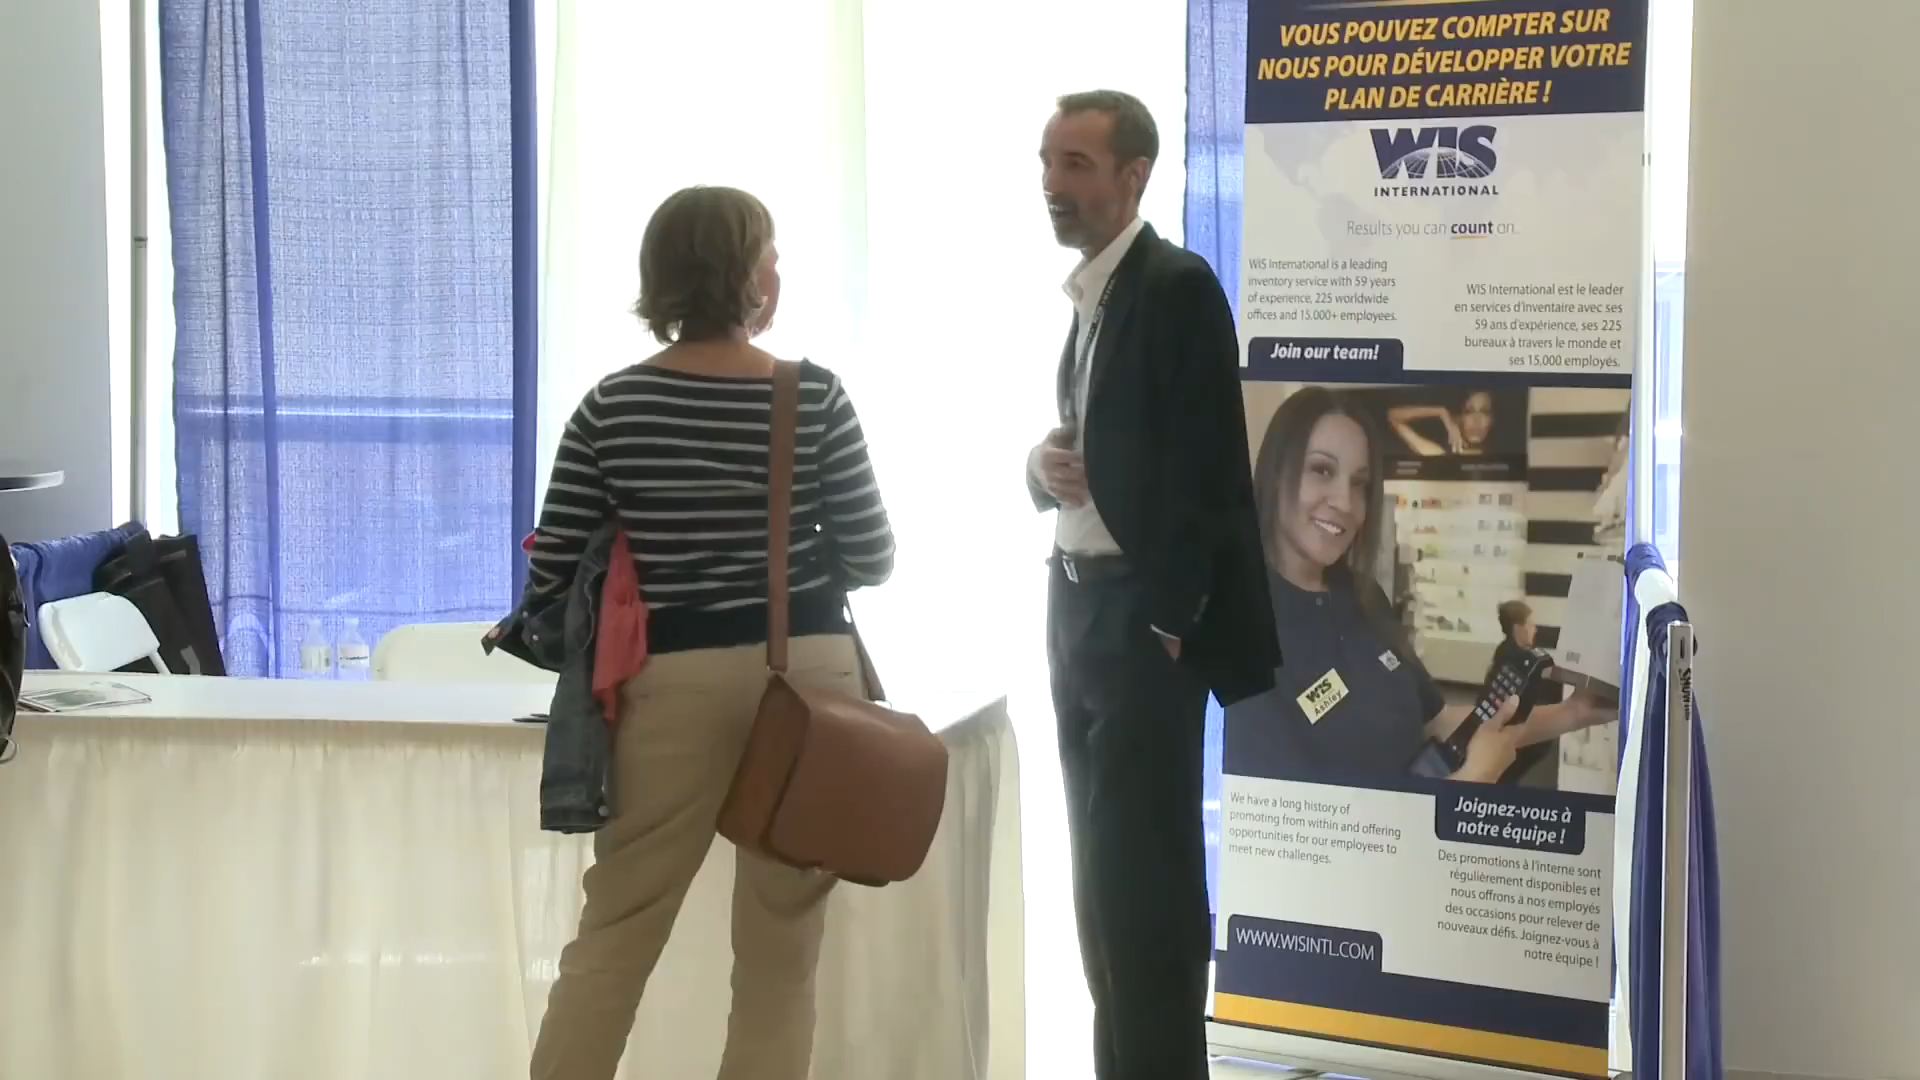 VOUS POUVEZ COMPTER SUR
NOUS POUR DÉVELOPPER VOTRE
PLAN DE CARRIÈRE !
WIS
INTERNATIONAL
Results you can count on.
WIS International is a leading
inventory service with 59 years
of experience, 225 worldwide
offices and 15.000+ employees.
WIS International est le leader
en services d'inventaire avec ses
59 ans d'expérience, ses 225
bureaux à travers le monde et
ses 15,000 employés.
Join our team!
WIS
Ashley
We have a long history of
promoting from within and offering
opportunities for our employees to
meet new challenges.
Joignez-vous à
notre équipe !
Des promotions à l'interne sont
régulièrement disponibles et
nous offrons à nos employés
des occasions pour relever de
nouveaux défis. Joignez-vous à
notre équipe !
WWW.WISINTL.COM